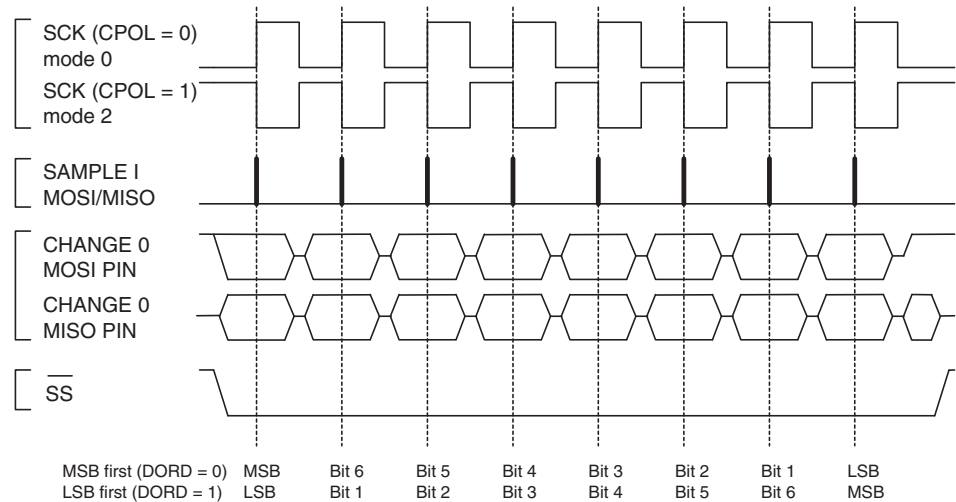 SCK (CPOL = 0)
mode 0
SCK (CPOL = 1)
mode 2
SAMPLE I
MOSI/MISO
CHANGE 0
MOSI PIN
CHANGE 0
MISO PIN
SS
MSB first (DORD = 0) MSB Bit 6 Bit 5 Bit 4 Bit 3 Bit 2 Bit 1 LSB
LSB first (DORD = 1) LSB Bit 1 Bit 2 Bit 3 Bit 4 Bit 5 Bit 6 MSB